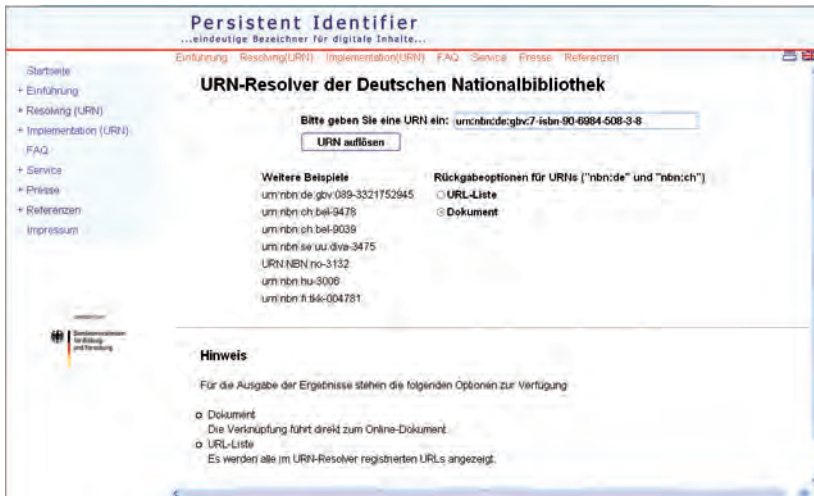 Persistent Identifier
...eindeutige Bezeichner für digitale Inhalte...
Einführung Resolving(URN) Implementation(URN) FAQ Service Presse Referenzen
Startseite
+ Einführung
+ Resolving (URN)
+ Implementation (URN)
FAQ
+ Service
+ Presse
+ Referenzen
Impressum
Bundesministerium
für Bildung
und Forschung
URN-Resolver der Deutschen Nationalbibliothek
Bitte geben Sie eine URN ein: urn:nbn:de:gbv:7-isbn-90-6984-508-3-8
URN auflösen
Weitere Beispiele
urn:nbn:de:gbv:089-3321752945
urn:nbn:ch:bel-9478
urn:nbn:ch:bel-9039
urn:nbn:se:uu:diva-3475
URN:NBN:no-3132
urn:nbn:hu-3006
urn:nbn:fi:tkk-004781
Rückgabeoptionen für URNs ("nbn:de" und "nbn:ch")
URL-Liste
Dokument
Hinweis
Für die Ausgabe der Ergebnisse stehen die folgenden Optionen zur Verfügung
Dokument
Die Verknüpfung führt direkt zum Online-Dokument.
URL-Liste
Es werden alle im URN-Resolver registrierten URLs angezeigt.